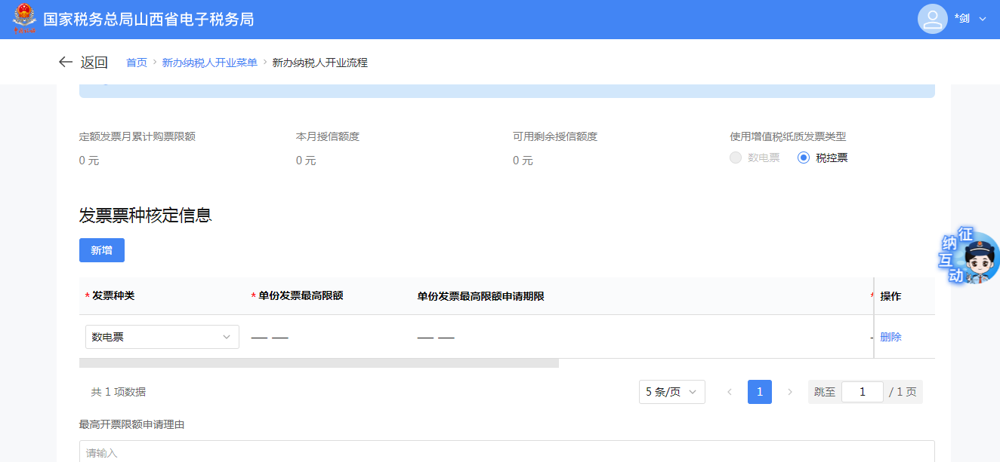 国家税务总局山西省电子税务局
*剑
返回 首页 > 新办纳税人开业菜单 > 新办纳税人开业流程
定额发票月累计购票限额 本月授信额度 可用剩余授信额度 使用增值税纸质发票类型
0 元 0 元 0 元 数电票 税控票
发票票种核定信息
新增
征纳互动
* 发票种类 * 单份发票最高限额 单份发票最高限额申请期限 * 操作
数电票 —— —— —— —— 删除
共 1 项数据 5 条/页 < 1 > 跳至 1 / 1 页
最高开票限额申请理由
请输入